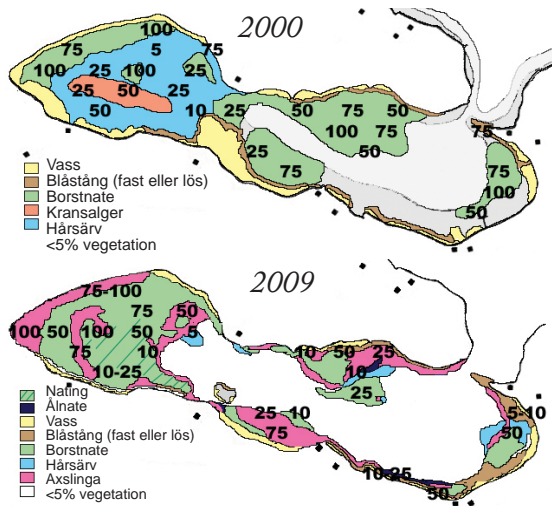 2000
100
75 5 75
100 25 100 25
25 50 25
50 10 25 50 75 50
100 75
25 50 75
75 75
100
50
Vass
Blåstång (fast eller lös)
Borstnate
Kransalger
Hårsärv
<5% vegetation
2009
75-100
75 50
100 50 100 50 5
75 10 10 50 25
10-25 10
25
25-10 5-10
75 50
10-25
50
Nating
Ålnate
Vass
Blåstång (fast eller lös)
Borstnate
Hårsärv
Axslinga
<5% vegetation